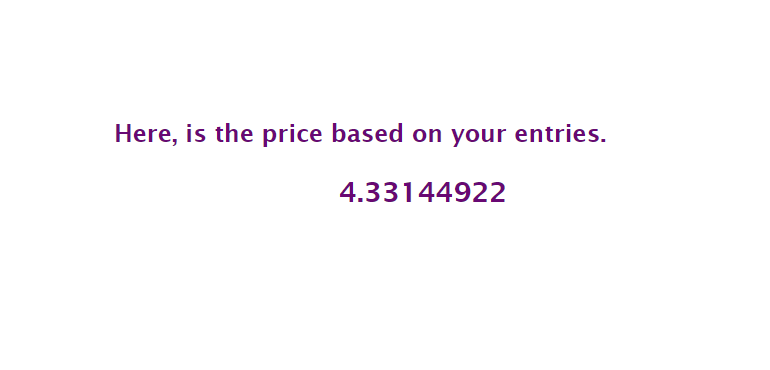 Here, is the price based on your entries.
4.33144922